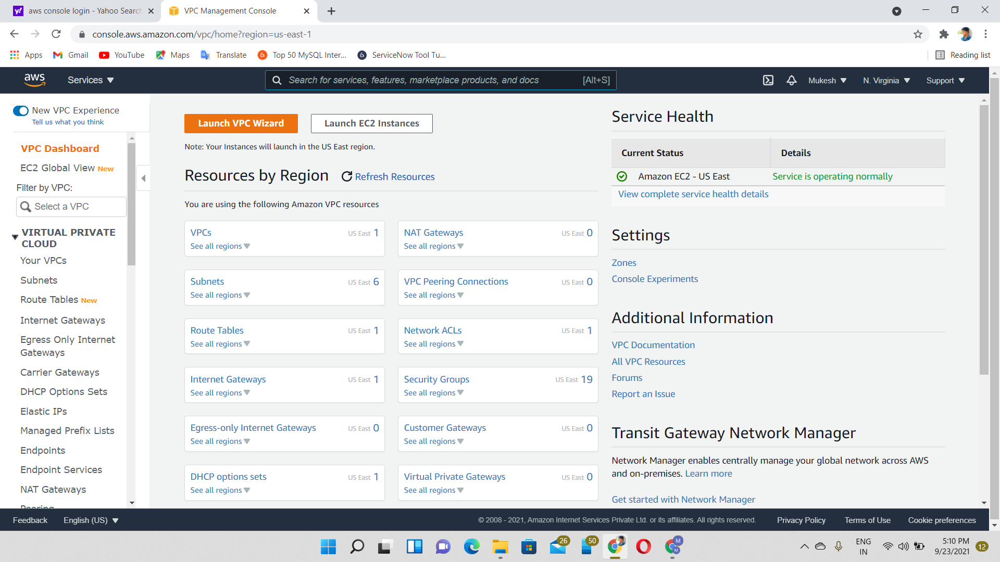 aws console login - Yahoo Search
VPC Management Console
console.aws.amazon.com/vpc/home?region=us-east-1
Apps
Gmail
YouTube
Maps
Translate
Top 50 MySQL Inter...
ServiceNow Tool Tu...
Reading list
aws
Services
Search for services, features, marketplace products, and docs
[Alt+S]
Mukesh
N. Virginia
Support
New VPC Experience
Tell us what you think
VPC Dashboard
EC2 Global View New
Filter by VPC:
Select a VPC
VIRTUAL PRIVATE
CLOUD
Your VPCs
Subnets
Route Tables New
Internet Gateways
Egress Only Internet
Gateways
Carrier Gateways
DHCP Options Sets
Elastic IPs
Managed Prefix Lists
Endpoints
Endpoint Services
NAT Gateways
Peering
Launch VPC Wizard
Launch EC2 Instances
Note: Your Instances will launch in the US East region.
Resources by Region
Refresh Resources
You are using the following Amazon VPC resources
VPCs US East 1
See all regions
NAT Gateways US East 0
See all regions
Subnets US East 6
See all regions
VPC Peering Connections US East 0
See all regions
Route Tables US East 1
See all regions
Network ACLs US East 1
See all regions
Internet Gateways US East 1
See all regions
Security Groups US East 19
See all regions
Egress-only Internet Gateways US East 0
See all regions
Customer Gateways US East 0
See all regions
DHCP options sets US East 1
See all regions
Virtual Private Gateways US East 0
See all regions
Service Health
Current Status
Details
Amazon EC2 - US East
Service is operating normally
View complete service health details
Settings
Zones
Console Experiments
Additional Information
VPC Documentation
All VPC Resources
Forums
Report an Issue
Transit Gateway Network Manager
Network Manager enables centrally manage your global network across AWS
and on-premises. Learn more
Get started with Network Manager
Feedback
English (US)
© 2008 - 2021, Amazon Internet Services Private Ltd. or its affiliates. All rights reserved.
Privacy Policy
Terms of Use
Cookie preferences
26
50
M
M
ENG
IN
5:10 PM
9/23/2021
12